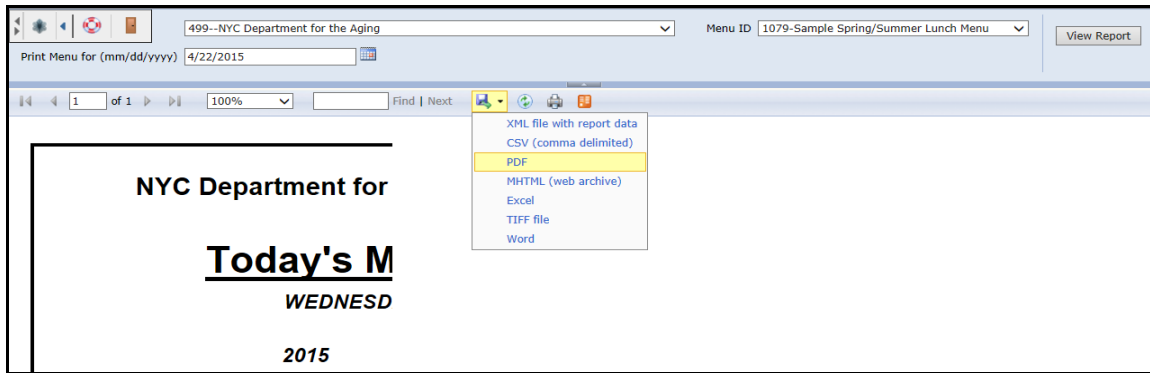 499--NYC Department for the Aging Menu ID 1079-Sample Spring/Summer Lunch Menu View Report
Print Menu for (mm/dd/yyyy) 4/22/2015
1 of 1 100% Find | Next
XML file with report data
CSV (comma delimited)
PDF
MHTML (web archive)
Excel
TIFF file
Word
NYC Department for
Today's M
WEDNESD
2015